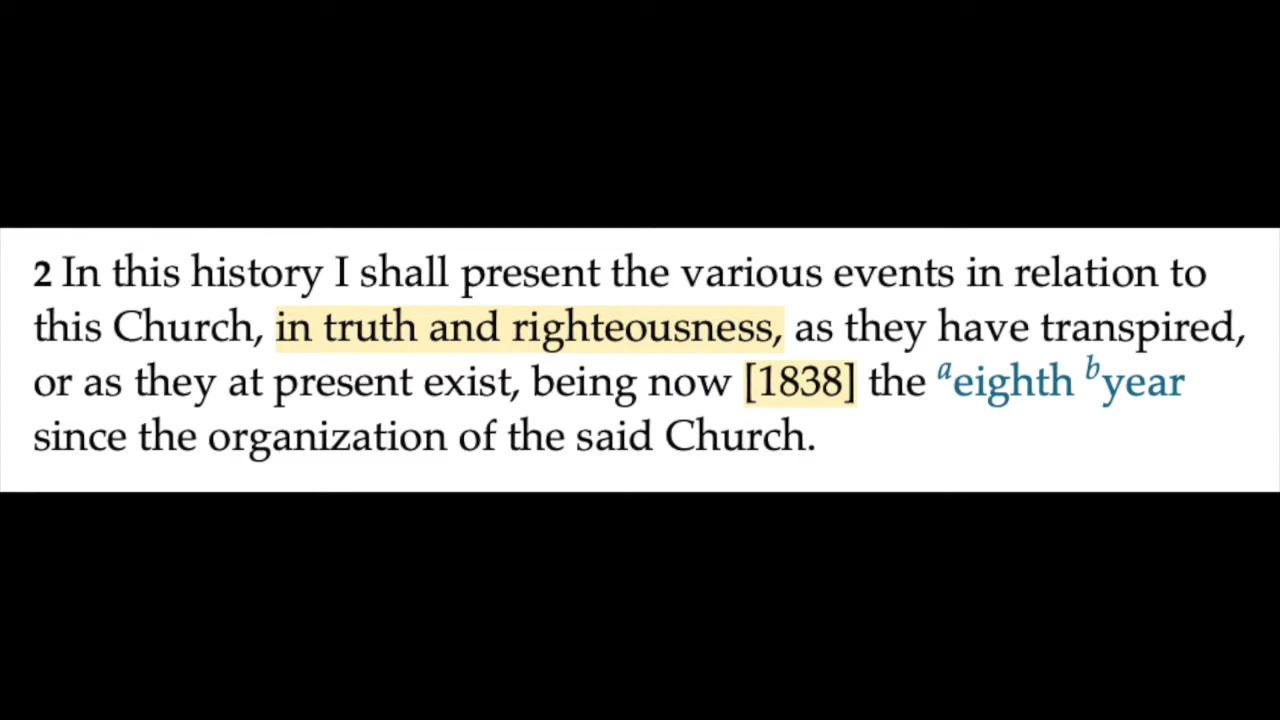 2 In this history I shall present the various events in relation to
this Church, in truth and righteousness, as they have transpired,
or as they at present exist, being now [1838] the aeighth byear
since the organization of the said Church.